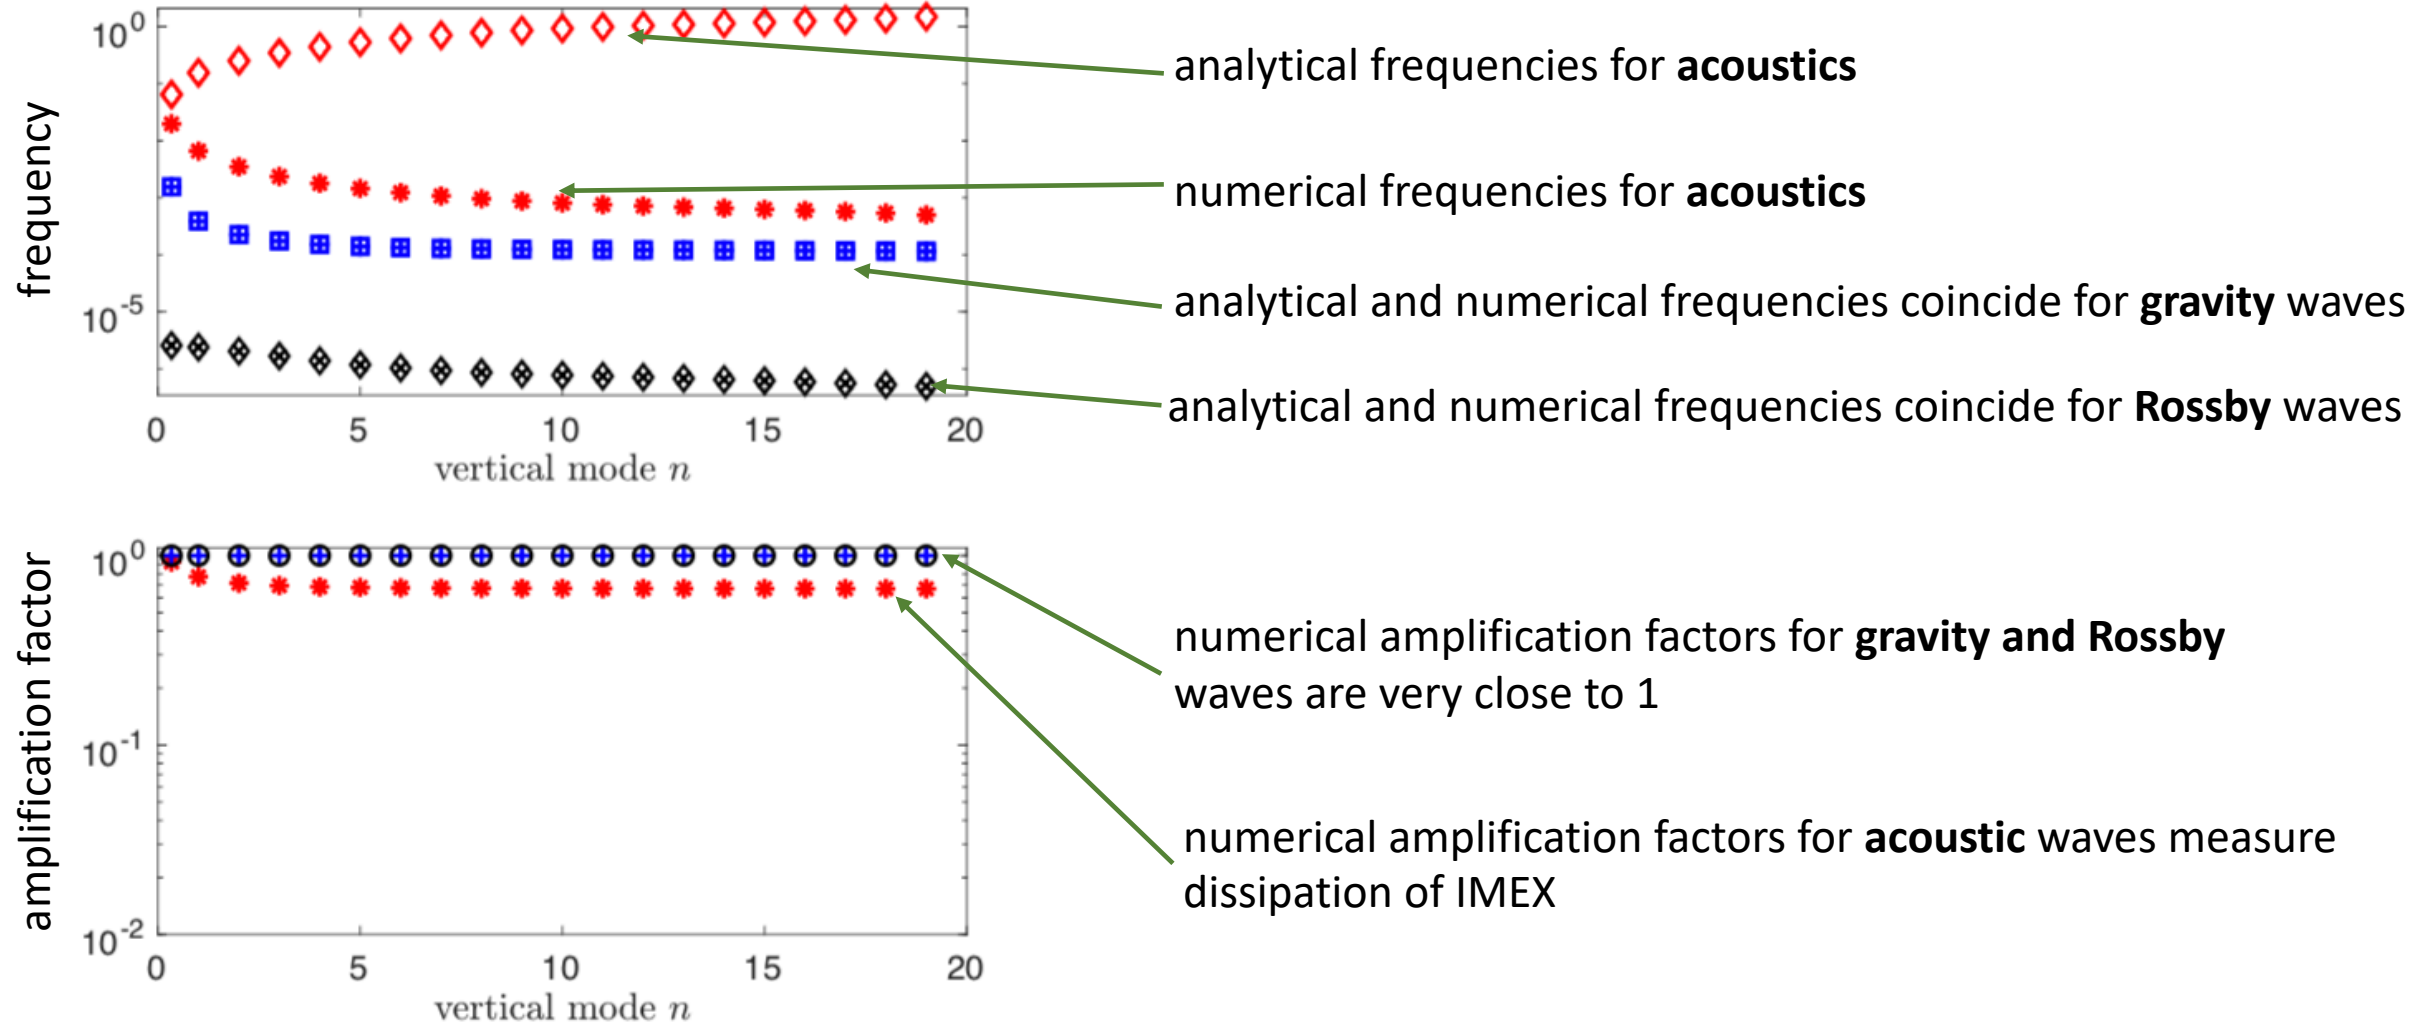 10^0
10^-5
frequency
0 5 10 15 20
vertical mode n
analytical frequencies for acoustics
numerical frequencies for acoustics
analytical and numerical frequencies coincide for gravity waves
analytical and numerical frequencies coincide for Rossby waves
10^0
10^-1
10^-2
amplification factor
0 5 10 15 20
vertical mode n
numerical amplification factors for gravity and Rossby
waves are very close to 1
numerical amplification factors for acoustic waves measure
dissipation of IMEX